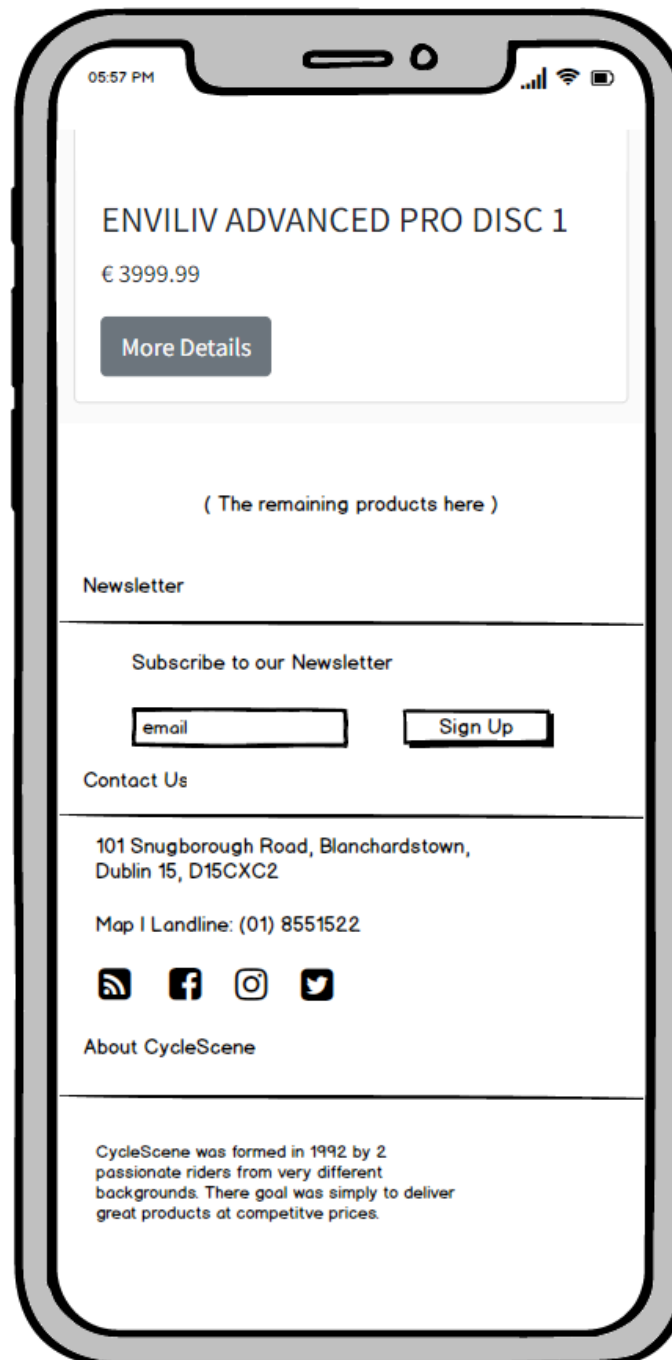 05:57 PM
ENVILIV ADVANCED PRO DISC 1
€ 3999.99
More Details
( The remaining products here )
Newsletter
Subscribe to our Newsletter
email
Sign Up
Contact Us
101 Snugborough Road, Blanchardstown,
Dublin 15, D15CXC2
Map | Landline: (01) 8551522
About CycleScene
CycleScene was formed in 1992 by 2
passionate riders from very different
backgrounds. There goal was simply to deliver
great products at competitve prices.